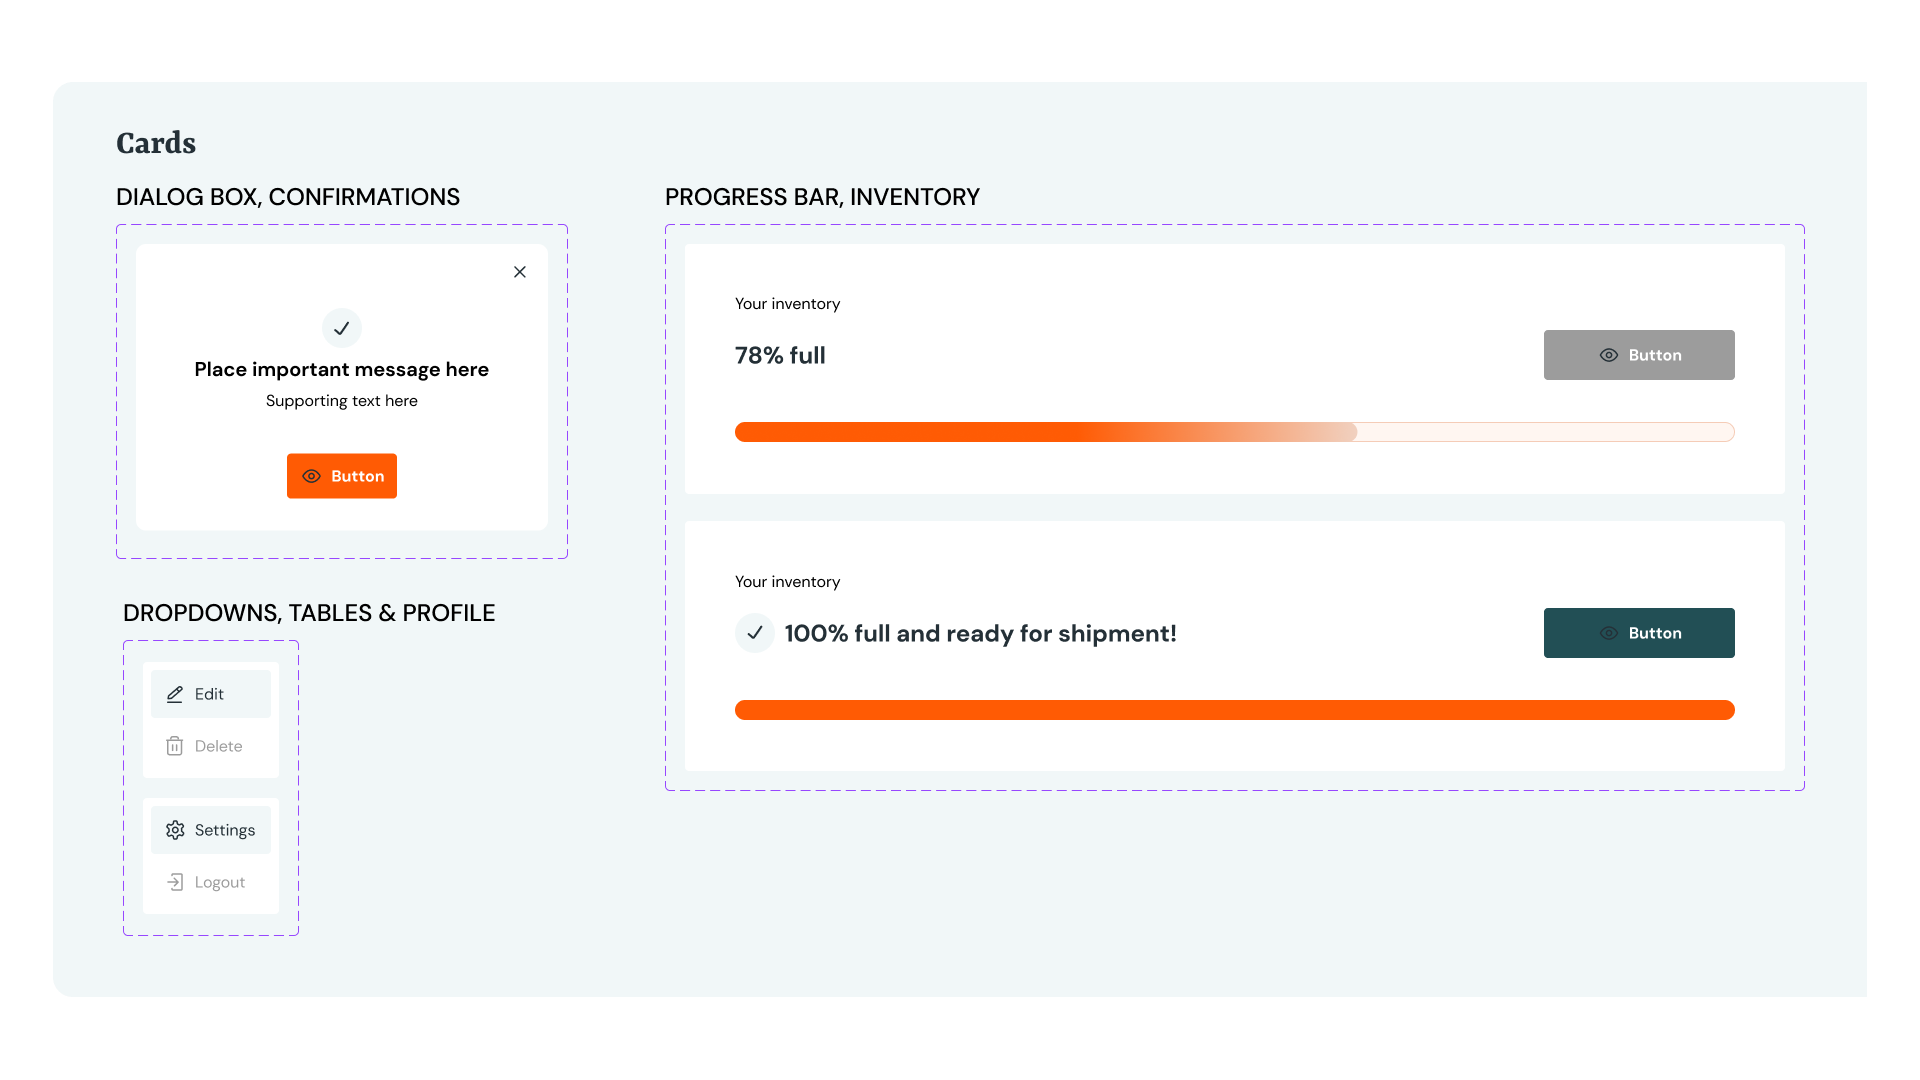 Cards
DIALOG BOX, CONFIRMATIONS
Place important message here
Supporting text here
Button
DROPDOWNS, TABLES & PROFILE
Edit
Delete
Settings
Logout
PROGRESS BAR, INVENTORY
Your inventory
78% full
Button
Your inventory
100% full and ready for shipment!
Button